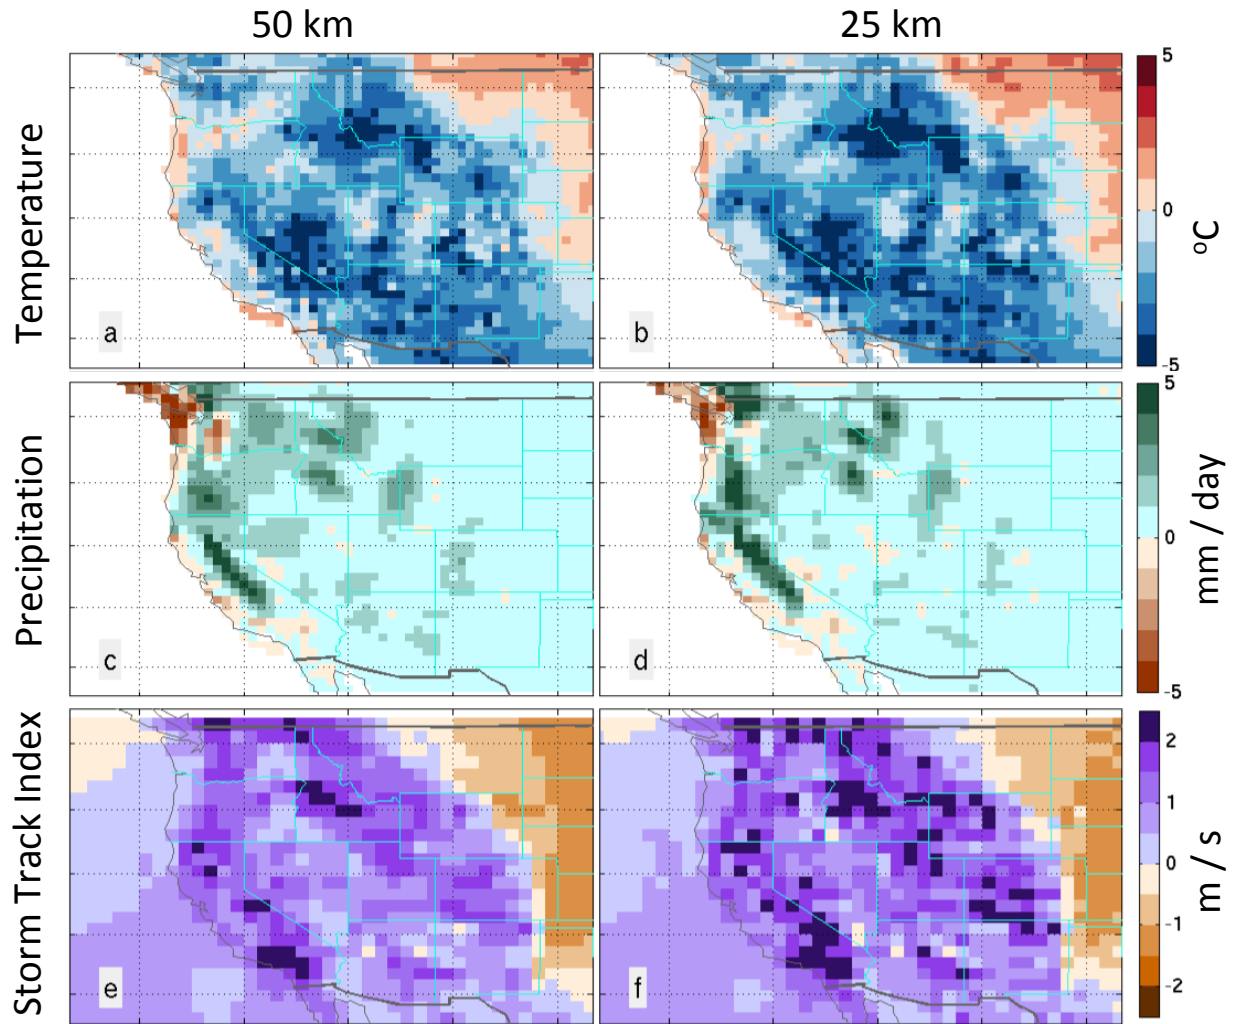 50 km
25 km
Temperature
a
b
5
0
-5
ºC
Precipitation
c
d
5
0
-5
mm / day
Storm Track Index
e
f
2
1
0
-1
-2
m / s